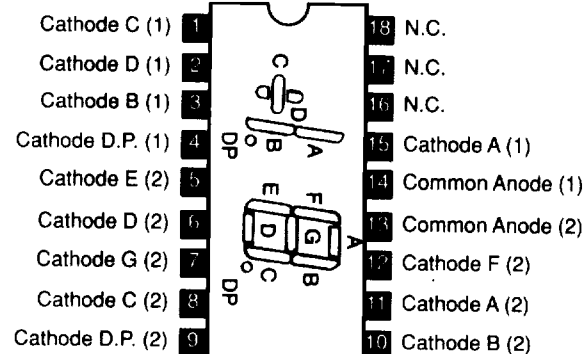 Cathode C (1) 1 18 N.C.
Cathode D (1) 2 17 N.C.
Cathode B (1) 3 16 N.C.
Cathode D.P. (1) 4 15 Cathode A (1)
Cathode E (2) 5 14 Common Anode (1)
Cathode D (2) 6 13 Common Anode (2)
Cathode G (2) 7 12 Cathode F (2)
Cathode C (2) 8 11 Cathode A (2)
Cathode D.P. (2) 9 10 Cathode B (2)
C
D
DP B A
E F
D G A
C B
DP